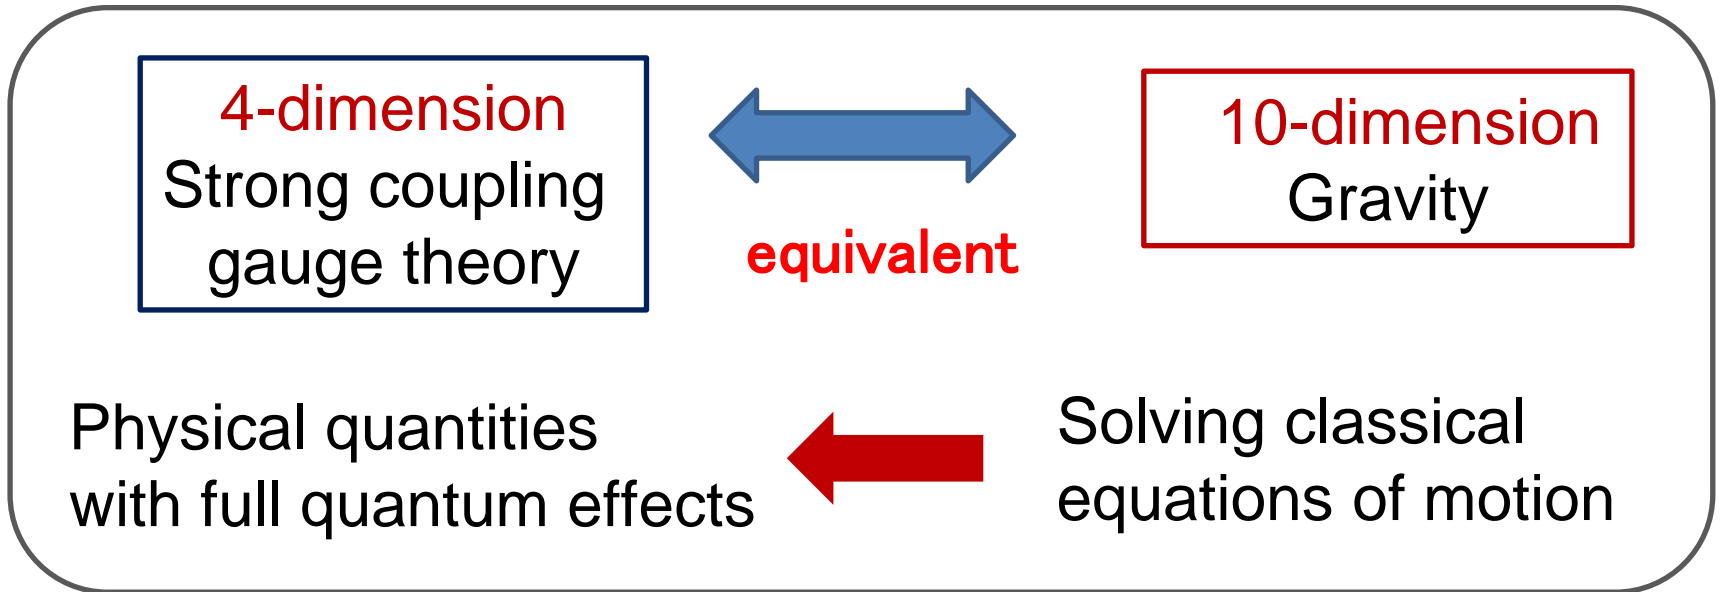 4-dimension
Strong coupling
gauge theory
equivalent
10-dimension
Gravity
Physical quantities
with full quantum effects
Solving classical
equations of motion